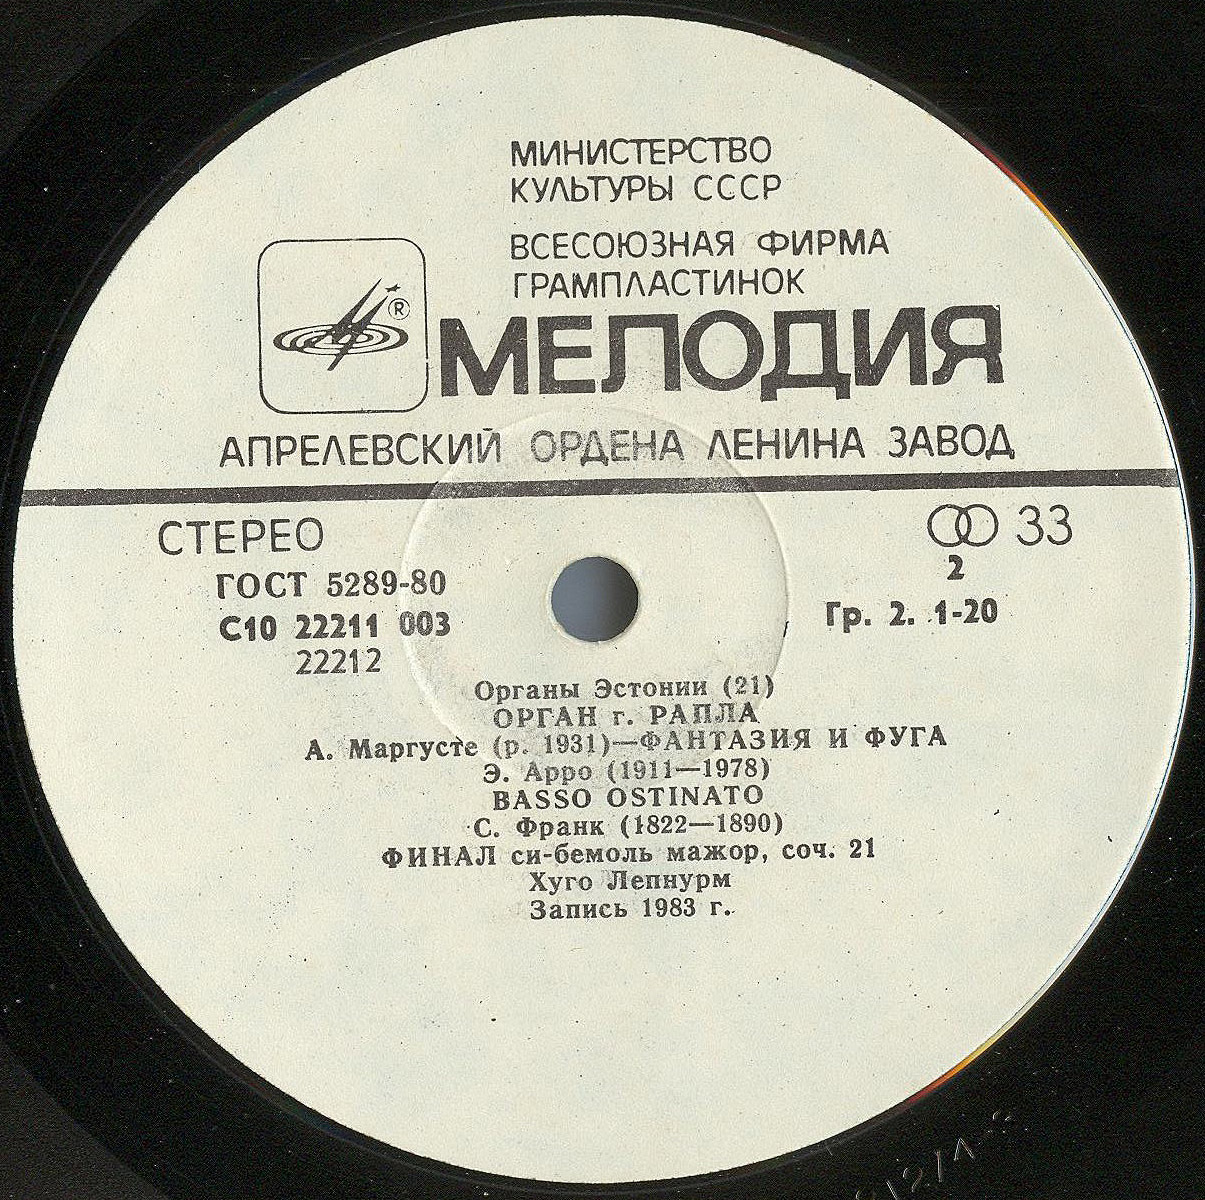 МИНИСТЕРСТВО
КУЛЬТУРЫ СССР
ВСЕСОЮЗНАЯ ФИРМА
ГРАМПЛАСТИНОК
®
МЕЛОДИЯ
АПРЕЛЕВСКИЙ ОРДЕНА ЛЕНИНА ЗАВОД
СТЕРЕО 33
ГОСТ 5289-80 2
С10 22211 003 Гр. 2. 1-20
22212
Органы Эстонии (21)
ОРГАН г. РАПЛА
А. Маргусте (р. 1931)—ФАНТАЗИЯ И ФУГА
Э. Арро (1911—1978)
BASSO OSTINATO
С. Франк (1822—1890)
ФИНАЛ си-бемоль мажор, соч. 21
Хуго Лепнурм
Запись 1983 г.